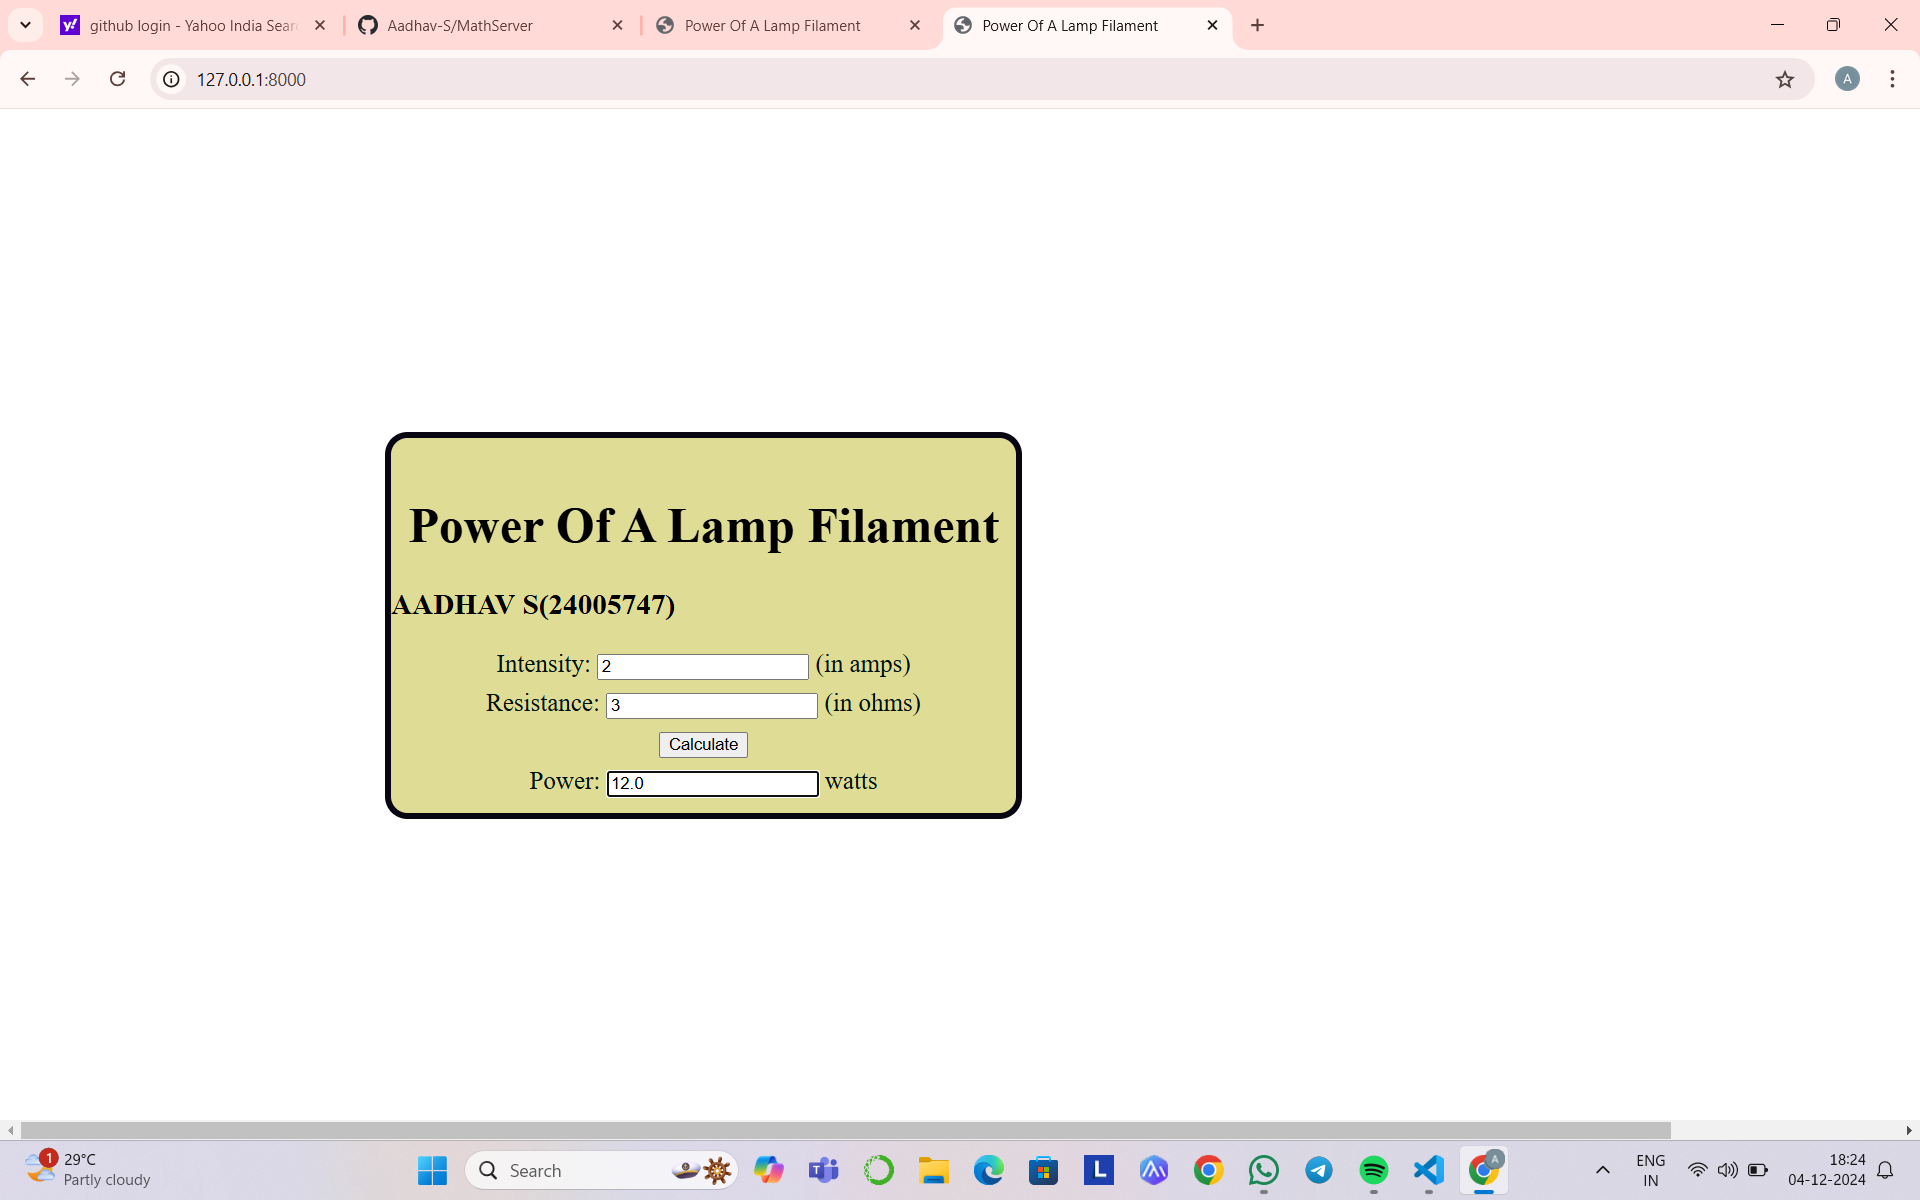 github login - Yahoo India Sear
Aadhav-S/MathServer
Power Of A Lamp Filament
Power Of A Lamp Filament
127.0.0.1:8000
A
Power Of A Lamp Filament
AADHAV S(24005747)
Intensity: 2 (in amps)
Resistance: 3 (in ohms)
Calculate
Power: 12.0 watts
1
29°C
Partly cloudy
Search
L
A
ENG
IN
18:24
04-12-2024